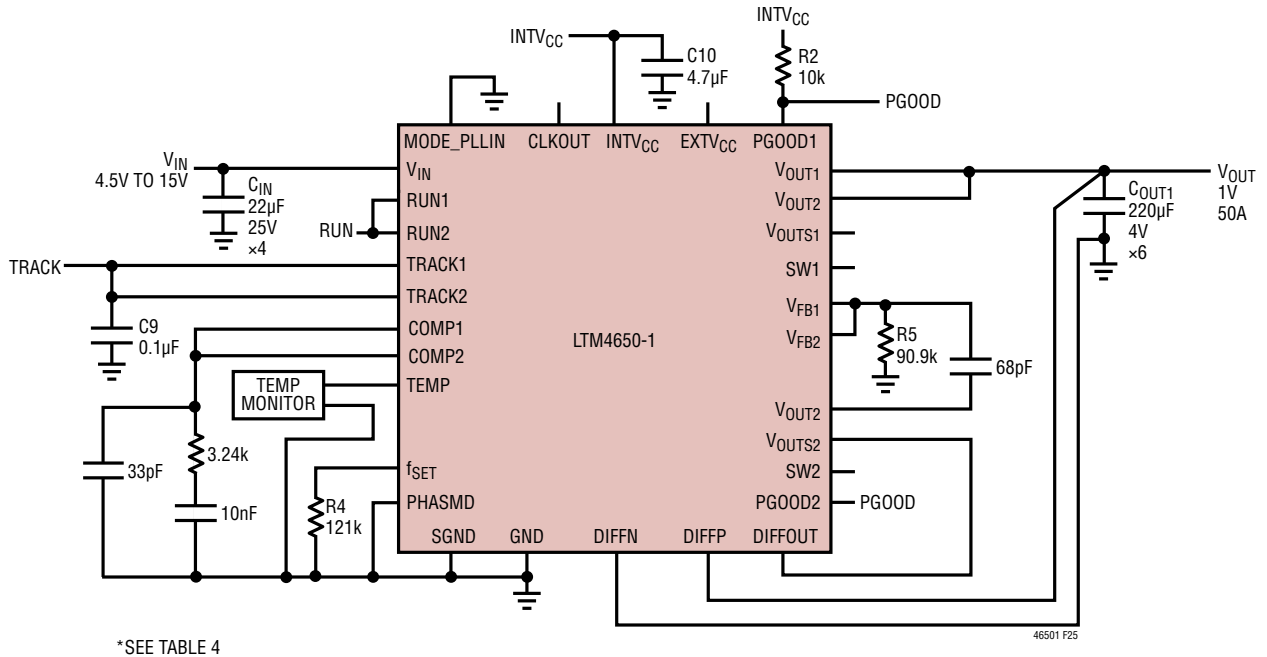 INTVCC
INTVCC
C10
4.7µF
R2
10k
PGOOD
MODE_PLLIN
CLKOUT
INTVCC
EXTVCC
PGOOD1
VIN
4.5V TO 15V
CIN
22µF
25V
×4
VIN
RUN1
RUN
RUN2
TRACK
TRACK1
TRACK2
C9
0.1µF
COMP1
COMP2
TEMP
MONITOR
TEMP
33pF
3.24k
10nF
fSET
R4
121k
PHASMD
SGND
GND
DIFFN
DIFFP
DIFFOUT
LTM4650-1
VOUT1
VOUT2
VOUTS1
SW1
VFB1
VFB2
VOUT2
VOUTS2
SW2
PGOOD2
PGOOD
R5
90.9k
68pF
COUT1
220µF
4V
×6
VOUT
1V
50A
46501 F25
*SEE TABLE 4